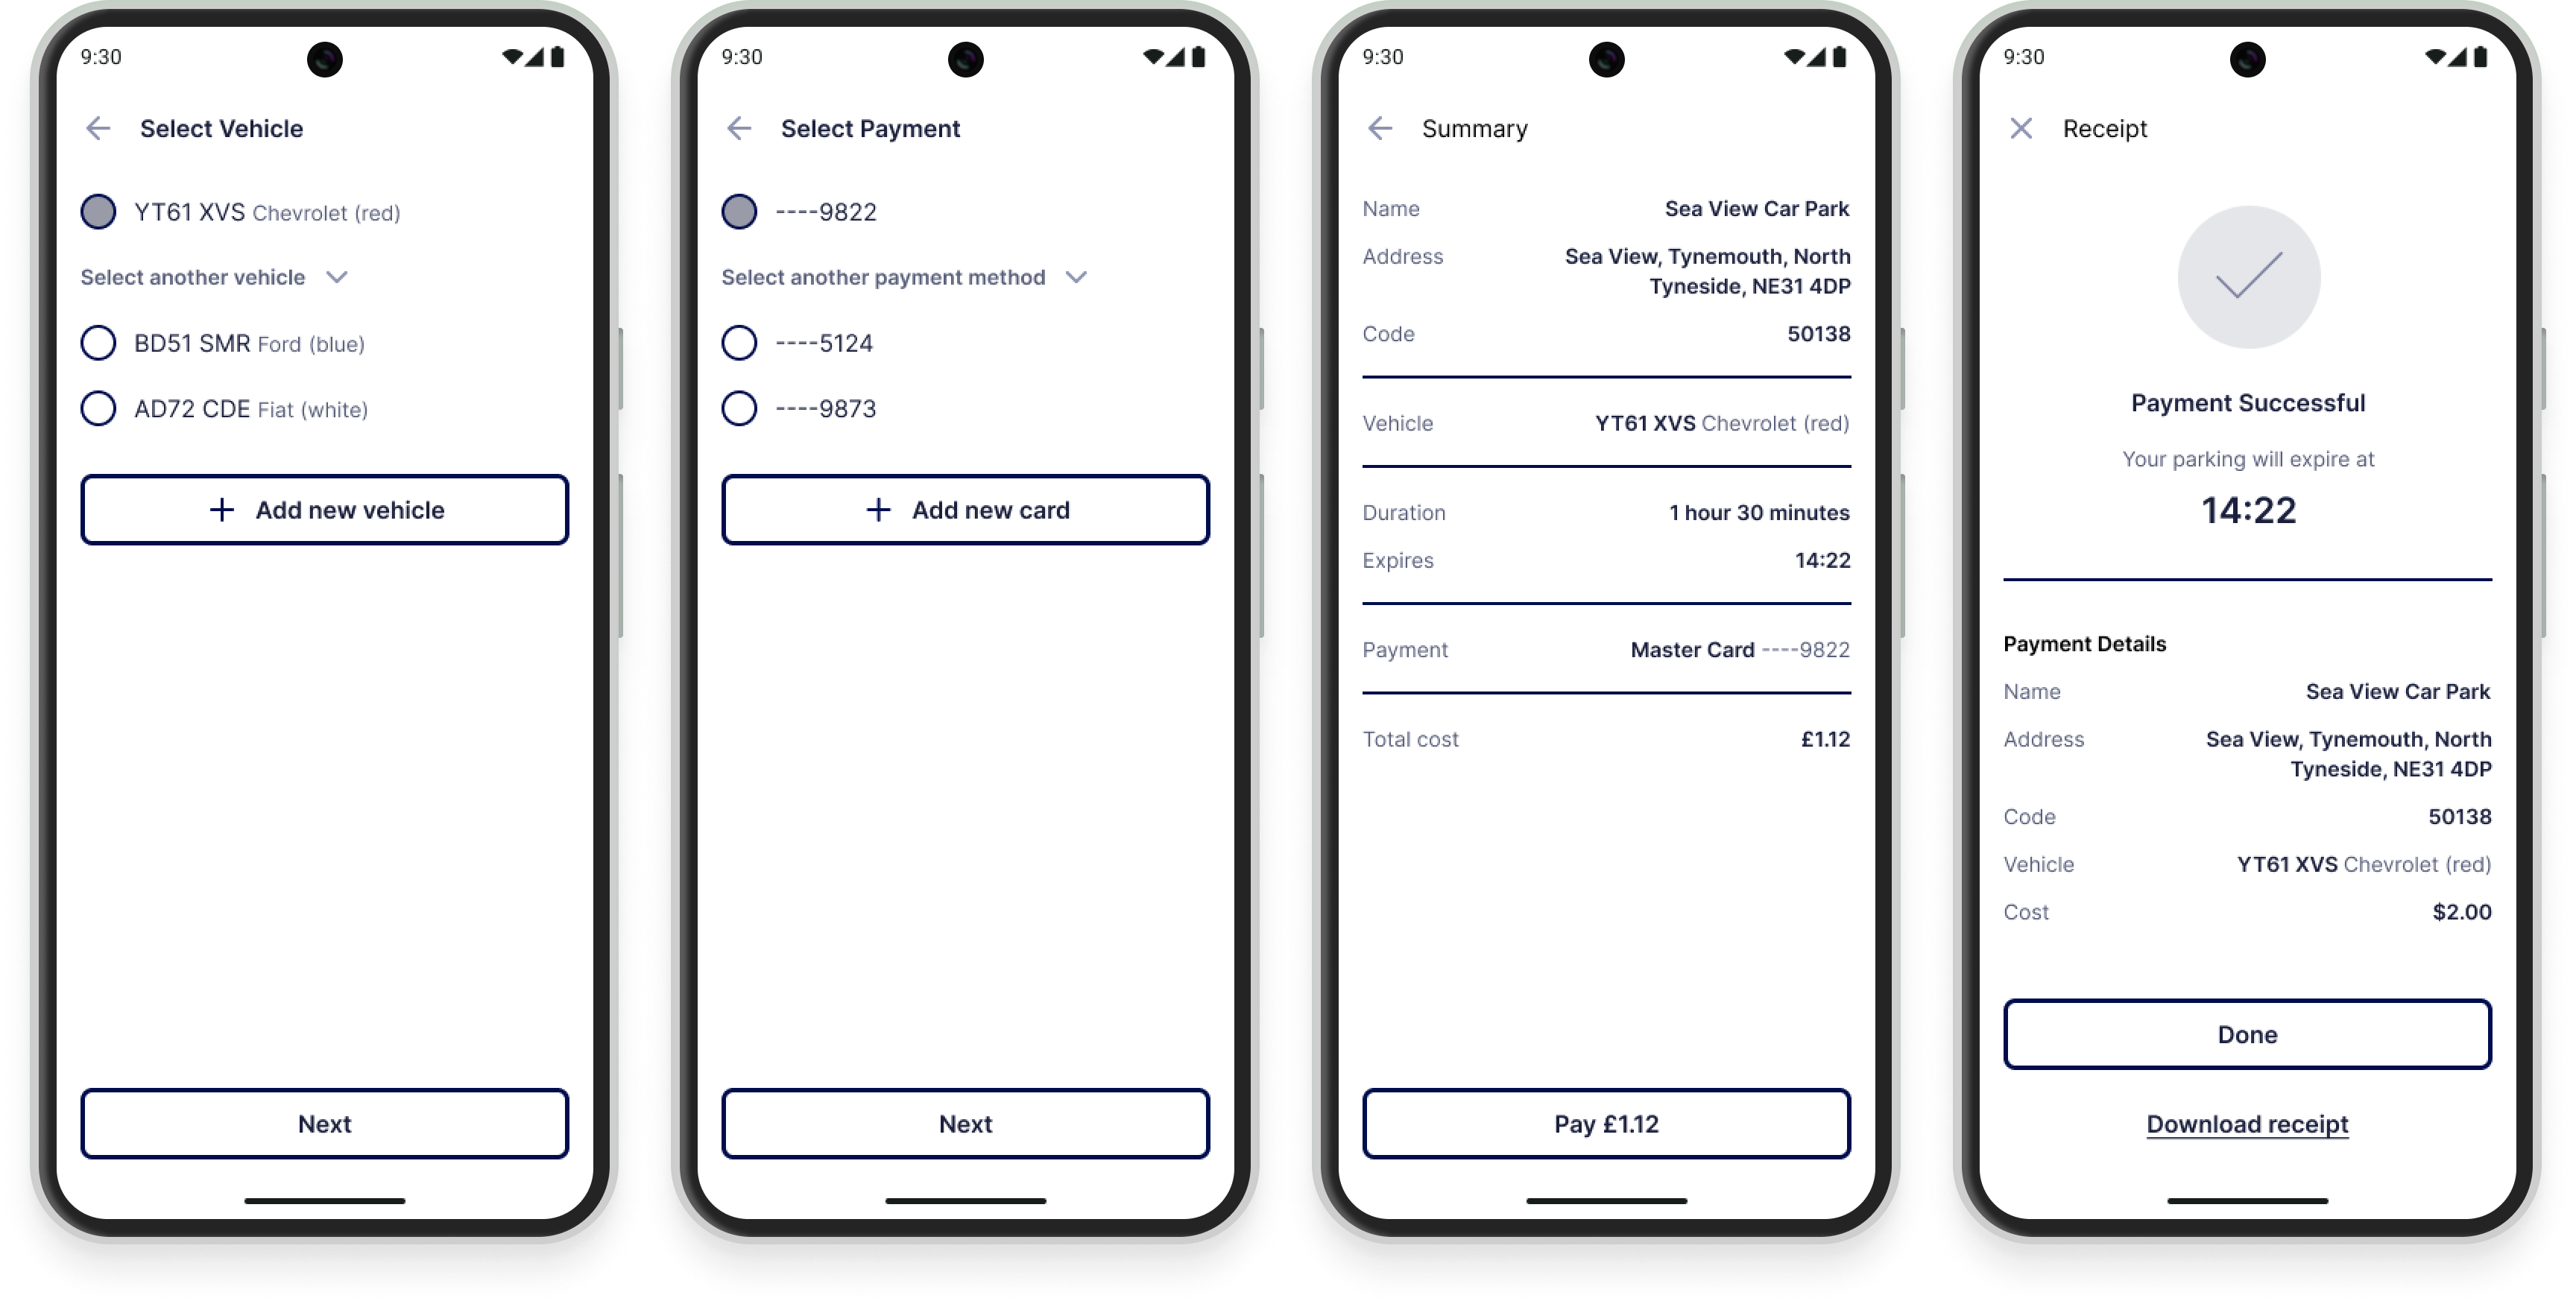 9:30
Select Vehicle
YT61 XVS Chevrolet (red)
Select another vehicle
BD51 SMR Ford (blue)
AD72 CDE Fiat (white)
+ Add new vehicle
Next
9:30
Select Payment
----9822
Select another payment method
----5124
----9873
+ Add new card
Next
9:30
Summary
Name Sea View Car Park
Address Sea View, Tynemouth, North
Tyneside, NE31 4DP
Code 50138
Vehicle YT61 XVS Chevrolet (red)
Duration 1 hour 30 minutes
Expires 14:22
Payment Master Card ----9822
Total cost £1.12
Pay £1.12
9:30
Receipt
Payment Successful
Your parking will expire at
14:22
Payment Details
Name Sea View Car Park
Address Sea View, Tynemouth, North
Tyneside, NE31 4DP
Code 50138
Vehicle YT61 XVS Chevrolet (red)
Cost $2.00
Done
Download receipt